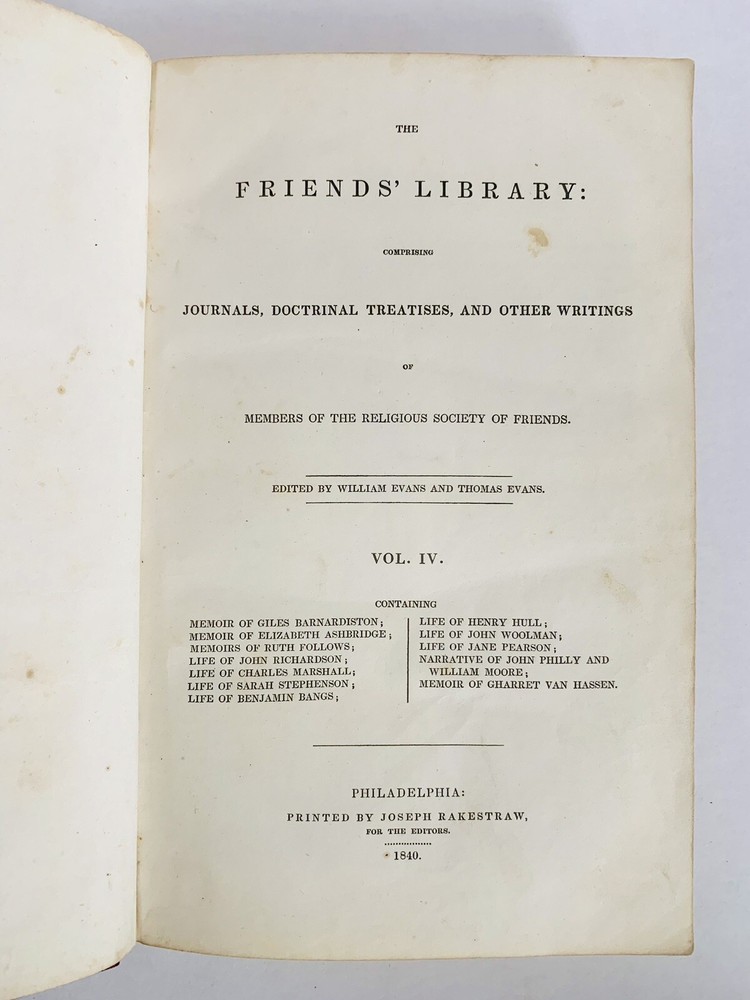 THE
FRIENDS' LIBRARY:
COMPRISING
JOURNALS, DOCTRINAL TREATISES, AND OTHER WRITINGS
OF
MEMBERS OF THE RELIGIOUS SOCIETY OF FRIENDS.
EDITED BY WILLIAM EVANS AND THOMAS EVANS.
VOL. IV.
CONTAINING
MEMOIR OF GILES BARNARDISTON;
MEMOIR OF ELIZABETH ASHBRIDGE;
MEMOIRS OF RUTH FOLLOWS;
LIFE OF JOHN RICHARDSON;
LIFE OF CHARLES MARSHALL;
LIFE OF SARAH STEPHENSON;
LIFE OF BENJAMIN BANGS;
LIFE OF HENRY HULL;
LIFE OF JOHN WOOLMAN;
LIFE OF JANE PEARSON;
NARRATIVE OF JOHN PHILLY AND
WILLIAM MOORE;
MEMOIR OF GHARRET VAN HASSEN.
PHILADELPHIA:
PRINTED BY JOSEPH RAKESTRAW,
FOR THE EDITORS.
1840.